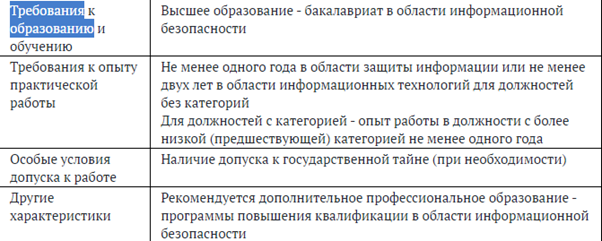 Требования к
образованию и
обучению
Высшее образование - бакалавриат в области информационной
безопасности
Требования к опыту
практической
работы
Не менее одного года в области защиты информации или не менее
двух лет в области информационных технологий для должностей
без категорий
Для должностей с категорией - опыт работы в должности с более
низкой (предшествующей) категорией не менее одного года
Особые условия
допуска к работе
Наличие допуска к государственной тайне (при необходимости)
Другие
характеристики
Рекомендуется дополнительное профессиональное образование -
программы повышения квалификации в области информационной
безопасности